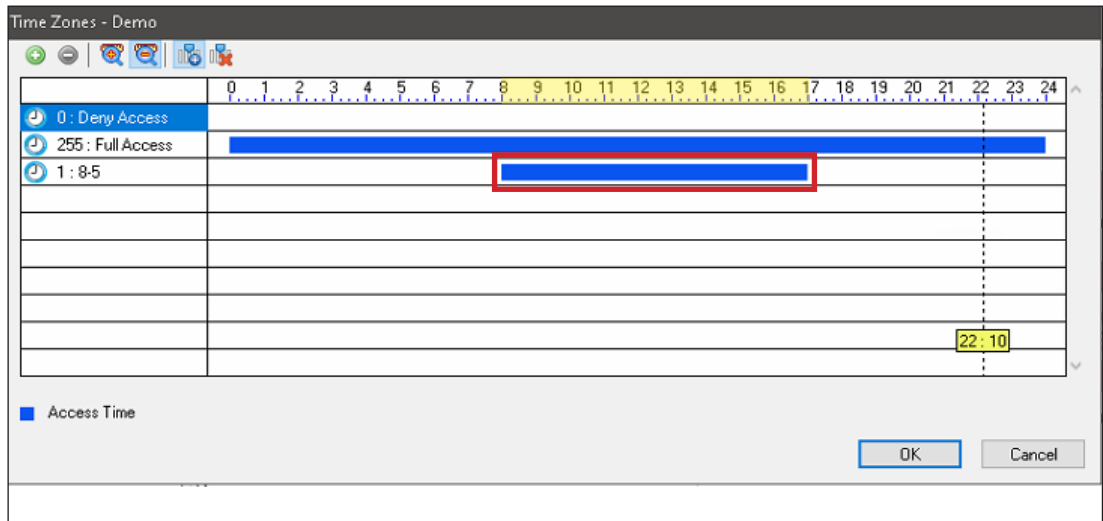 Time Zones - Demo
0 1 2 3 4 5 6 7 8 9 10 11 12 13 14 15 16 17 18 19 20 21 22 23 24
0 : Deny Access
255 : Full Access
1 : 8-5
22 : 10
Access Time
OK Cancel